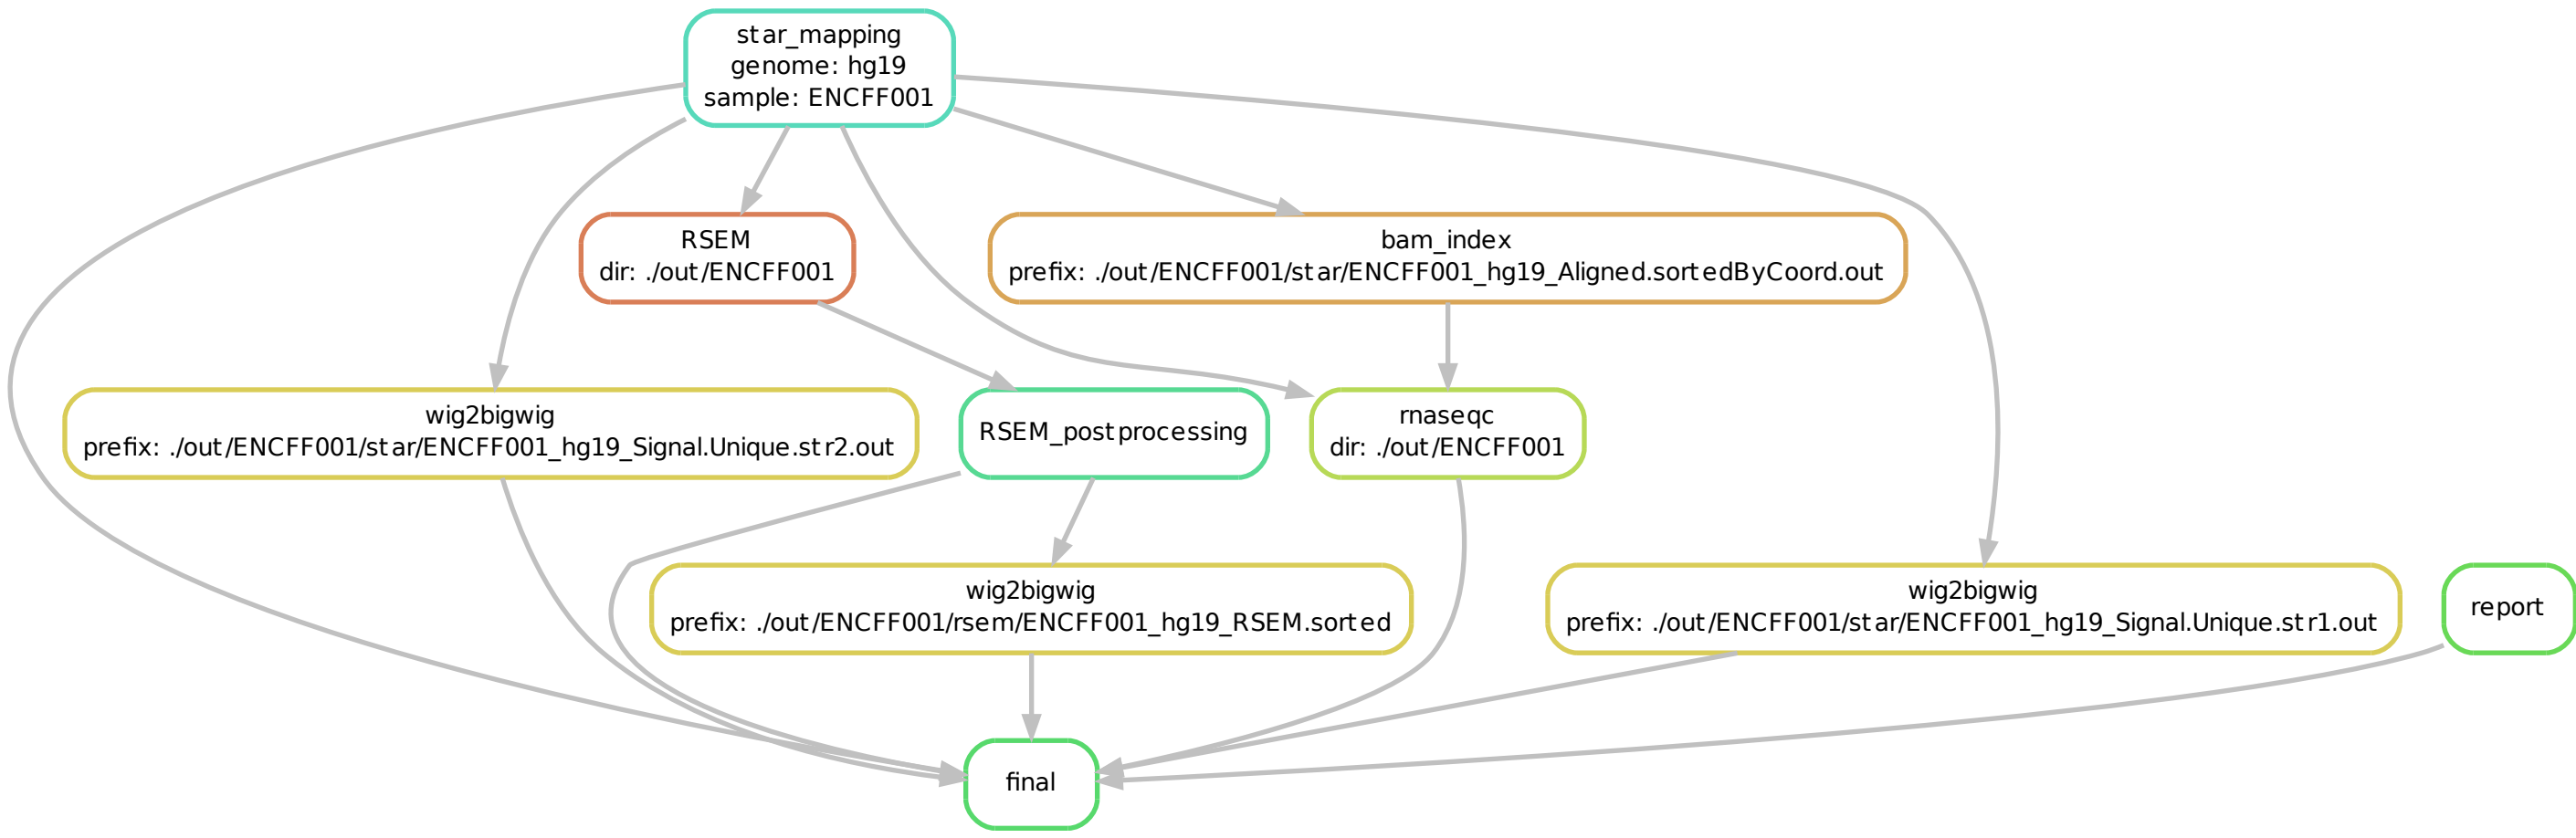 star_mapping
genome: hg19
sample: ENCFF001
RSEM
dir: ./out/ENCFF001
bam_index
prefix: ./out/ENCFF001/star/ENCFF001_hg19_Aligned.sortedByCoord.out
wig2bigwig
prefix: ./out/ENCFF001/star/ENCFF001_hg19_Signal.Unique.str2.out
RSEM_postprocessing
rnaseqc
dir: ./out/ENCFF001
wig2bigwig
prefix: ./out/ENCFF001/rsem/ENCFF001_hg19_RSEM.sorted
wig2bigwig
prefix: ./out/ENCFF001/star/ENCFF001_hg19_Signal.Unique.str1.out
report
final